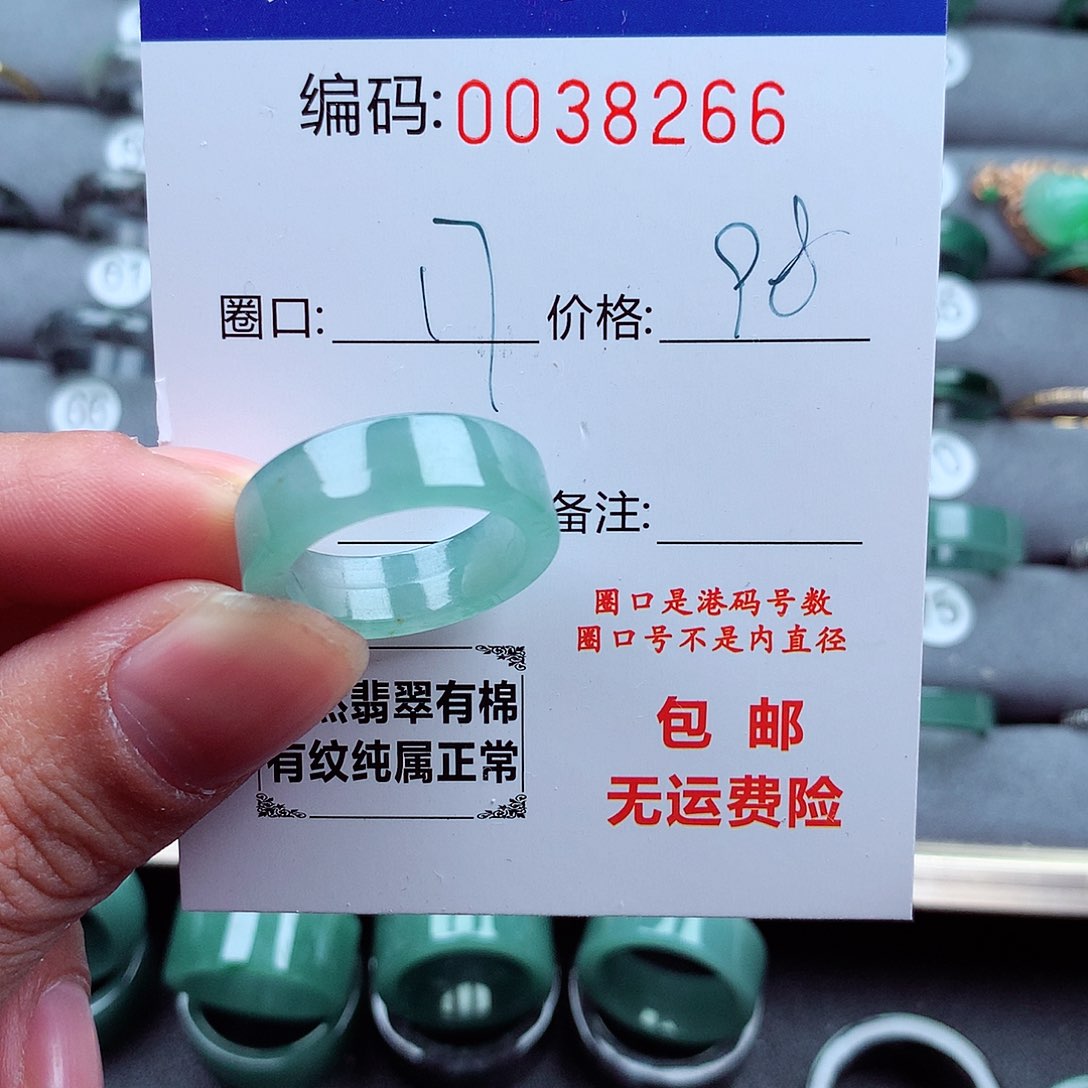 编码:0038266
圈口: 17 价格: 98
备注:
圈口是港码号数
圈口号不是内直径
翡翠有棉
有纹纯属正常
包 邮
无运费险
61
66